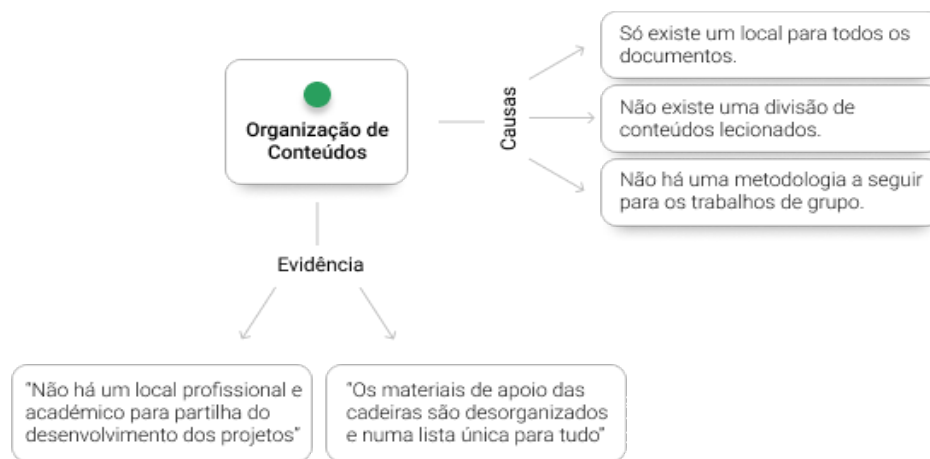 Organização de
Conteúdos
Causas
Só existe um local para todos os
documentos.
Não existe uma divisão de
conteúdos lecionados.
Não há uma metodologia a seguir
para os trabalhos de grupo.
Evidência
"Não há um local profissional e
académico para partilha do
desenvolvimento dos projetos"
"Os materiais de apoio das
cadeiras são desorganizados
e numa lista única para tudo"